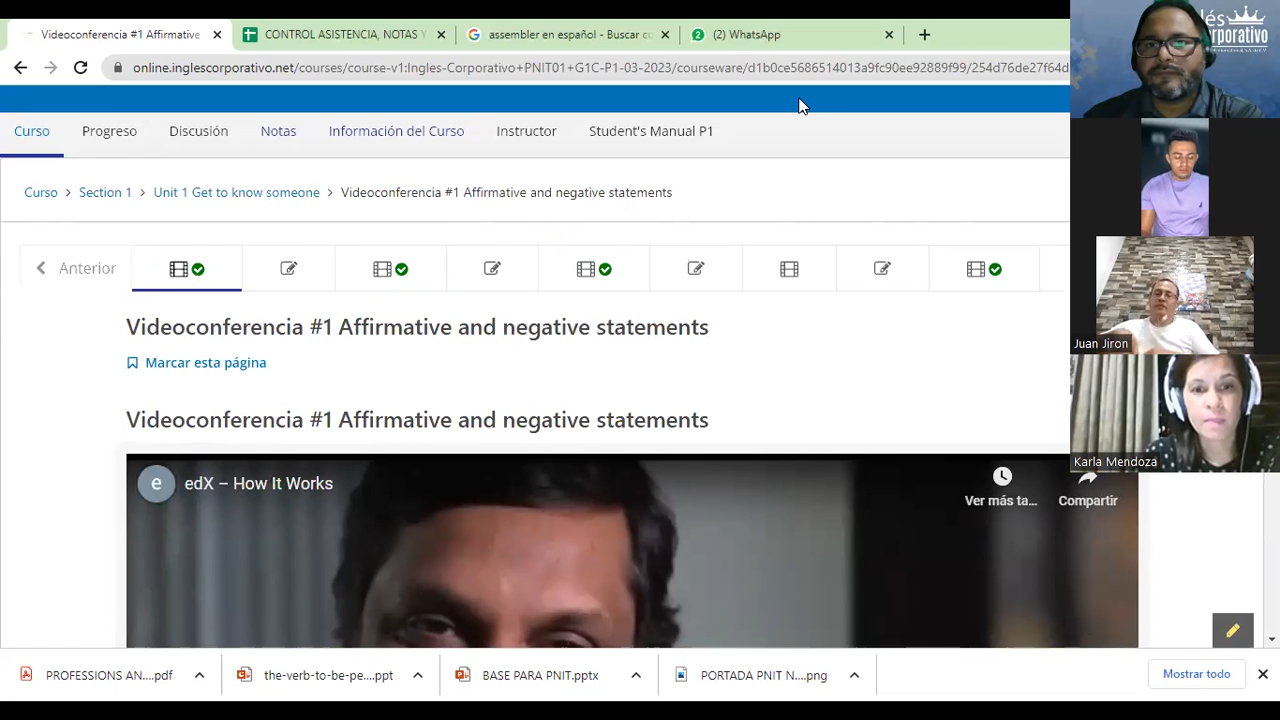 Videoconferencia #1 Affirmative
CONTROL ASISTENCIA, NOTAS Y
assembler en español - Buscar co
(2) WhatsApp
online.inglescorporativo.net/courses/course-v1:Ingles-Corporativo+PNIT01+G1C-P1-03-2023/courseware/d1b0ce5686514013a9fc90ee92889f99/254d76de27f64d
Curso
Progreso
Discusión
Notas
Información del Curso
Instructor
Student's Manual P1
Curso > Section 1 > Unit 1 Get to know someone > Videoconferencia #1 Affirmative and negative statements
Anterior
Videoconferencia #1 Affirmative and negative statements
Marcar esta página
Videoconferencia #1 Affirmative and negative statements
e
edX – How It Works
Ver más ta...
Compartir
Juan Jiron
Karla Mendoza
PROFESSIONS AN....pdf
the-verb-to-be-pe....ppt
BASE PARA PNIT.pptx
PORTADA PNIT N....png
Mostrar todo